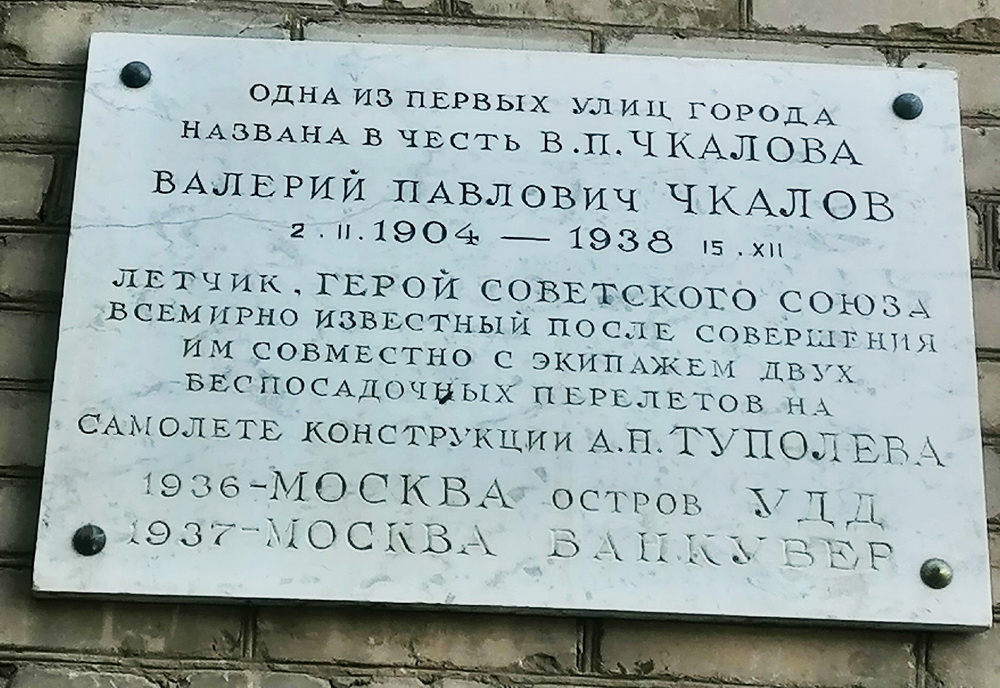 ОДНА ИЗ ПЕРВЫХ УЛИЦ ГОРОДА
НАЗВАНА В ЧЕСТЬ В.П.ЧКАЛОВА
ВАЛЕРИЙ ПАВЛОВИЧ ЧКАЛОВ
2.II.1904 — 1938 15.XII
ЛЕТЧИК, ГЕРОЙ СОВЕТСКОГО СОЮЗА
ВСЕМИРНО ИЗВЕСТНЫЙ ПОСЛЕ СОВЕРШЕНИЯ
ИМ СОВМЕСТНО С ЭКИПАЖЕМ ДВУХ
БЕСПОСАДОЧНЫХ ПЕРЕЛЕТОВ НА
САМОЛЕТЕ КОНСТРУКЦИИ А.Н.ТУПОЛЕВА
1936-МОСКВА ОСТРОВ УДД
1937-МОСКВА ВАНКУВЕР